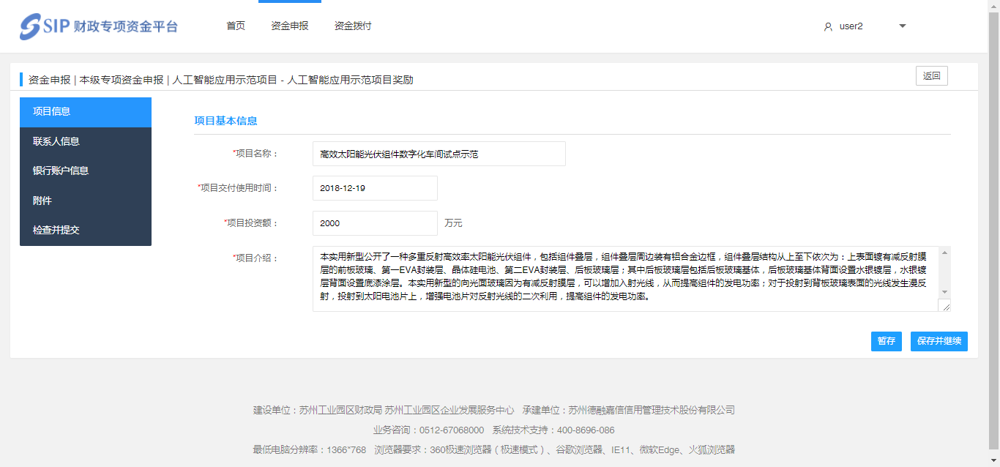 SIP 财政专项资金平台
首页 资金申报 资金拨付
user2
资金申报 | 本级专项资金申报 | 人工智能应用示范项目 - 人工智能应用示范项目奖励
返回
项目信息
联系人信息
银行账户信息
附件
检查并提交
项目基本信息
*项目名称： 高效太阳能光伏组件数字化车间试点示范
*项目交付使用时间： 2018-12-19
*项目投资额： 2000 万元
*项目介绍：
本实用新型公开了一种多重反射高效率太阳能光伏组件，包括组件叠层，组件叠层周边装有铝合金边框，组件叠层结构从上至下依次为：上表面镀有减反射膜
层的前板玻璃、第一EVA封装层、晶体硅电池、第二EVA封装层、后板玻璃层；其中后板玻璃层包括后板玻璃基体，后板玻璃基体背面设置水银镀层，水银镀
层背面设置底漆涂层。本实用新型的向光面玻璃因为有减反射膜层，可以增加入射光线，从而提高组件的发电功率；对于投射到背板玻璃表面的光线发生漫反
射，投射到太阳电池片上，增强电池片对反射光线的二次利用，提高组件的发电功率。
暂存 保存并继续
建设单位：苏州工业园区财政局 苏州工业园区企业发展服务中心 承建单位：苏州德融嘉信信用管理技术股份有限公司
业务咨询：0512-67068000 系统技术支持：400-8696-086
最低电脑分辨率：1366*768 浏览器要求：360极速浏览器（极速模式）、谷歌浏览器、IE11、微软Edge、火狐浏览器